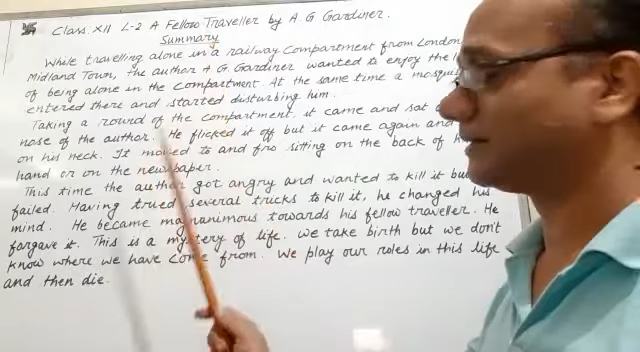 卐 Class XII L-2 A Fellow Traveller by A G Gardiner.
Summary
While travelling alone in a railway compartment from London
Midland Town, the author A G. Gardiner wanted to enjoy the
of being alone in the compartment. At the same time a
entered there and started disturbing him.
Taking a round of the compartment, it came and sat
nose of the author. He flicked it off but it came again and
on his neck. It moved to and fro sitting on the back of
hand or on the newspaper.
This time the author got angry and wanted to kill it but
failed. Having tried several tricks to kill it, he changed his
mind. He became magnanimous towards his fellow traveller. He
forgave it. This is a mystery of life. We take birth but we don't
know where we have come from. We play our roles in this life
and then die.